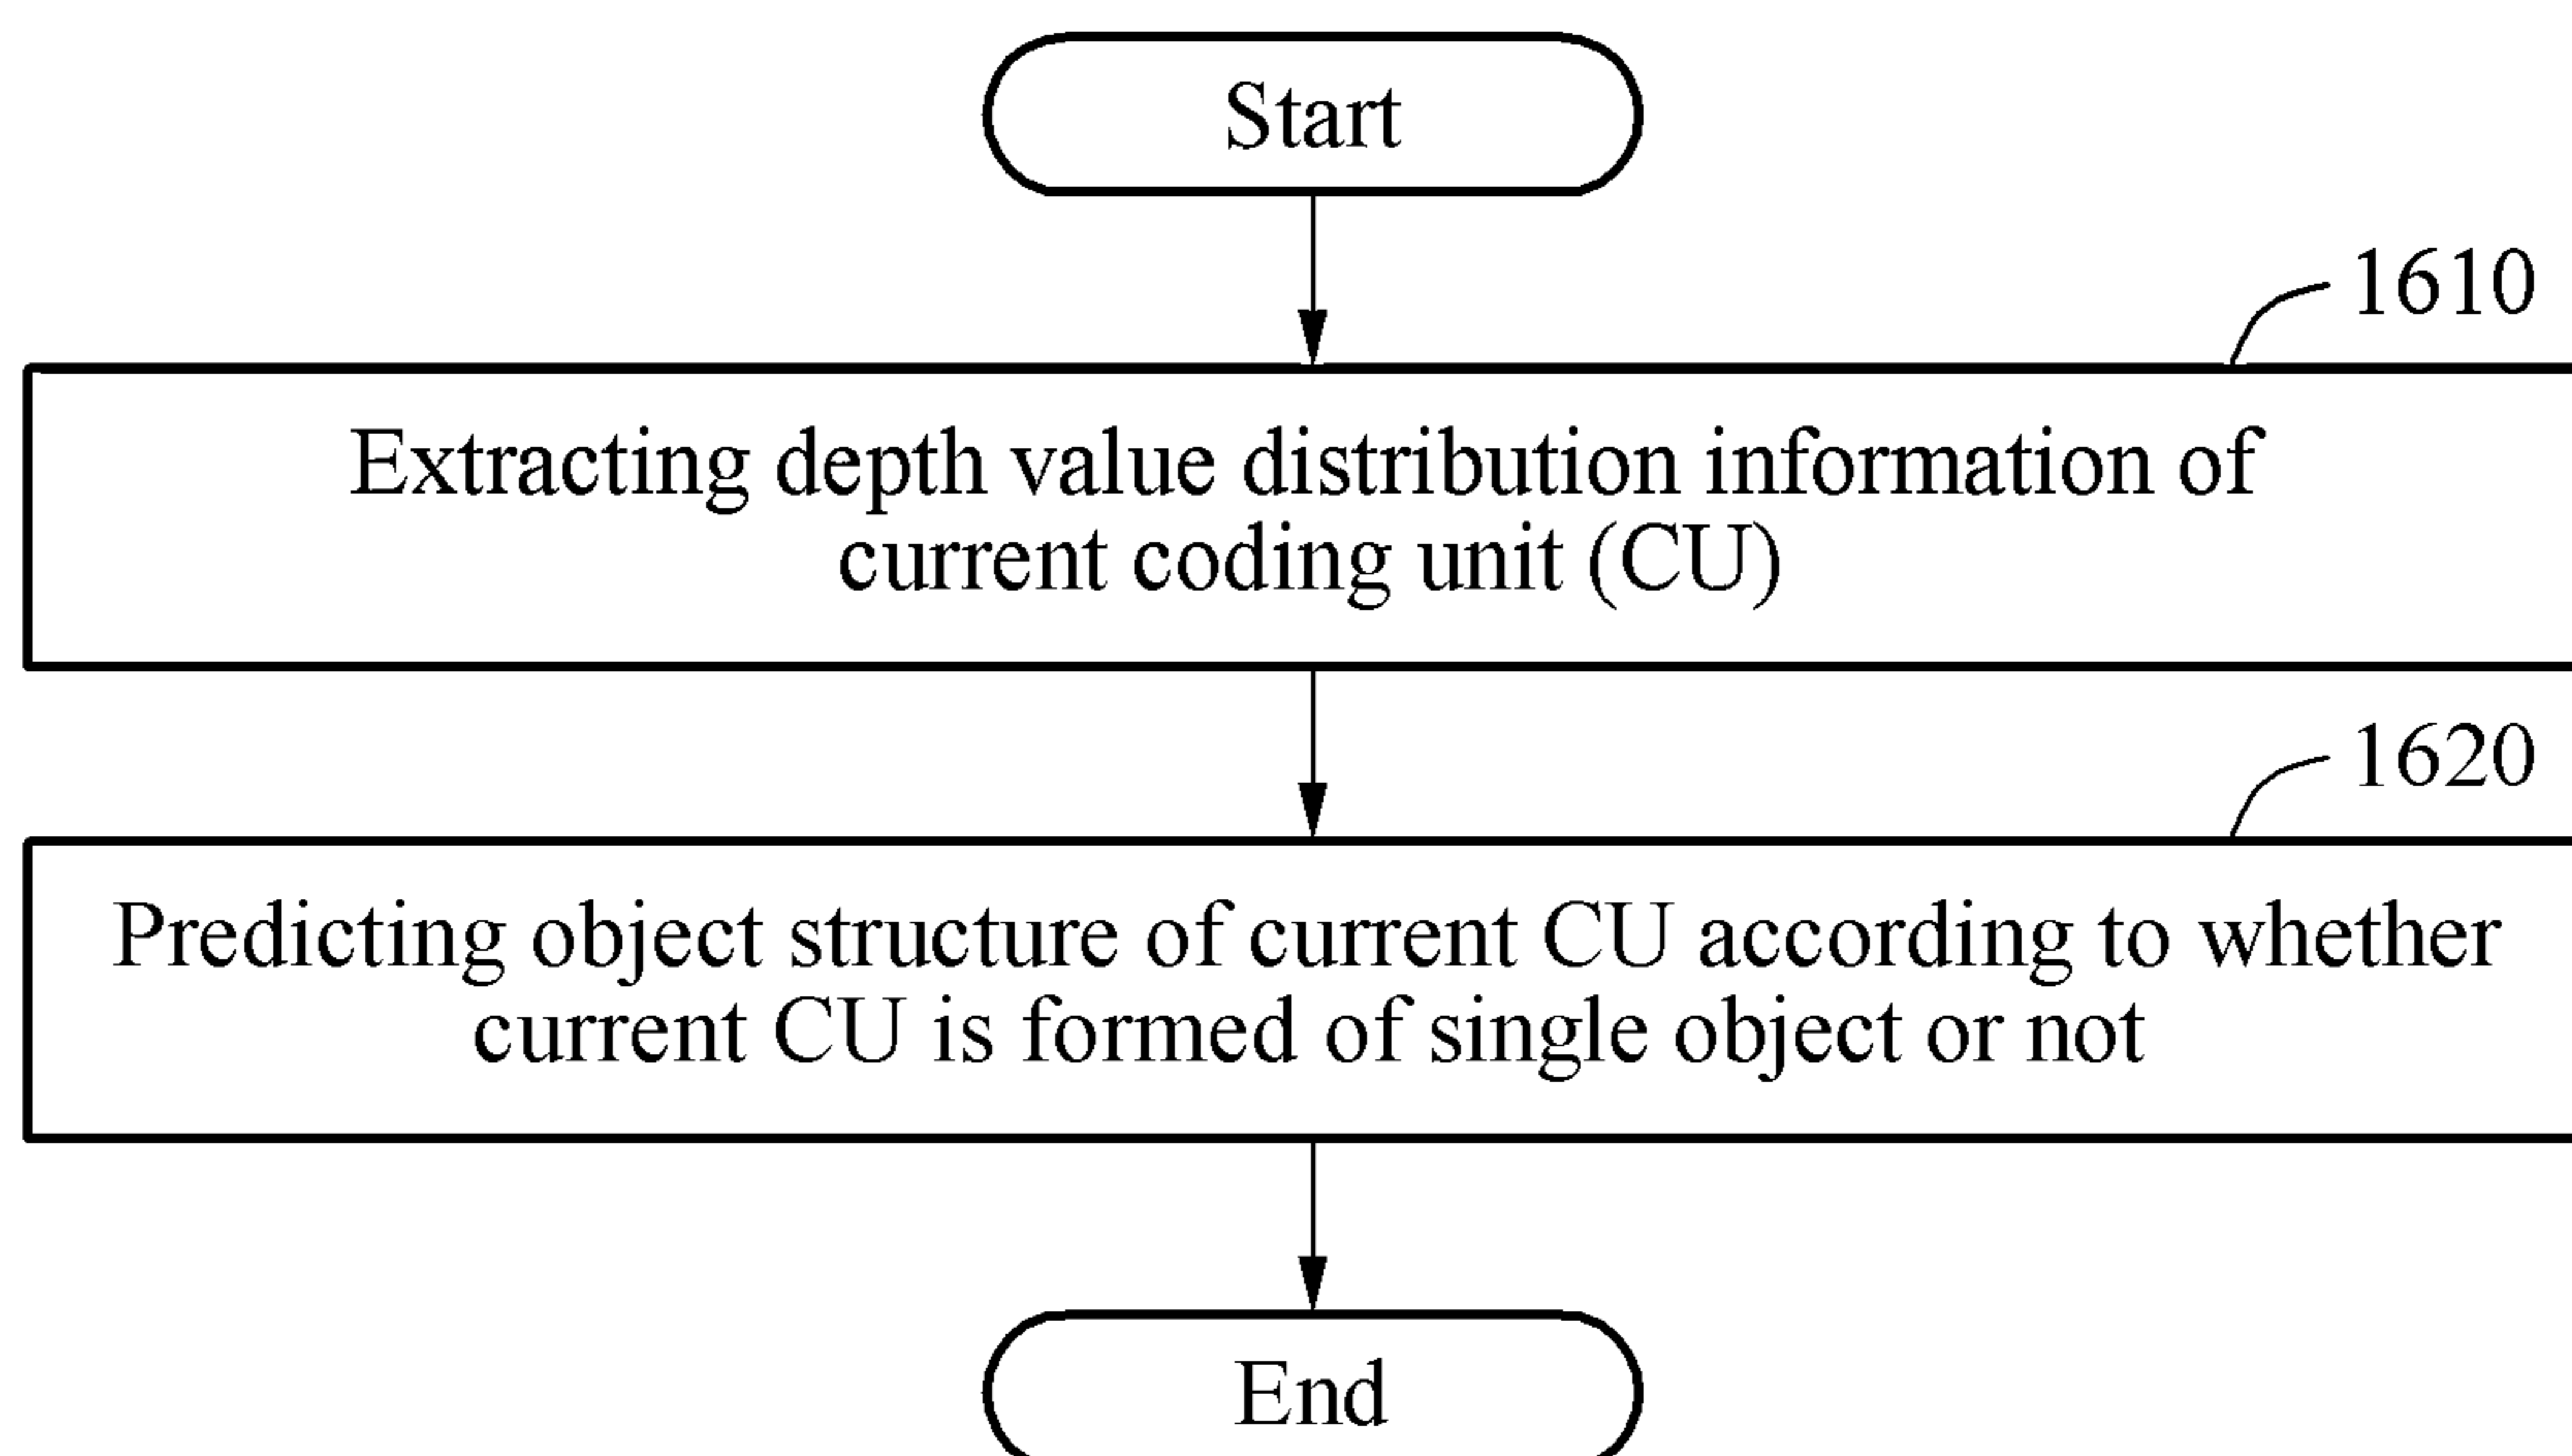 Start
1610
Extracting depth value distribution information of
current coding unit (CU)
1620
Predicting object structure of current CU according to whether
current CU is formed of single object or not
End